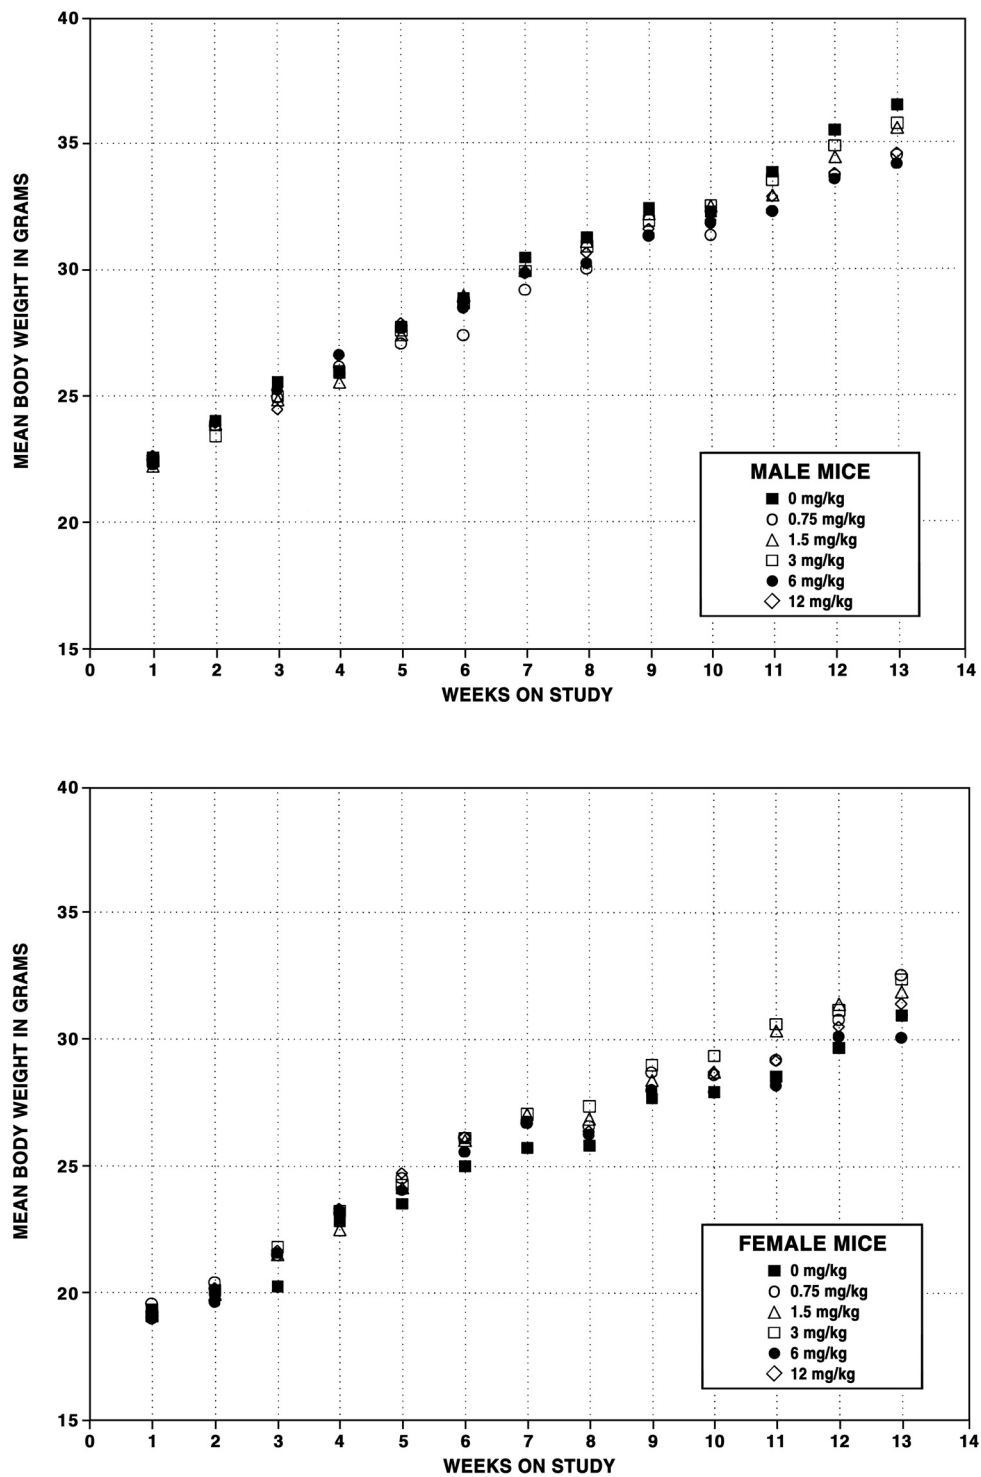 40
35
30
25
20
15
MEAN BODY WEIGHT IN GRAMS
MALE MICE
0 mg/kg
0.75 mg/kg
1.5 mg/kg
3 mg/kg
6 mg/kg
12 mg/kg
0 1 2 3 4 5 6 7 8 9 10 11 12 13 14
WEEKS ON STUDY
40
35
30
25
20
15
MEAN BODY WEIGHT IN GRAMS
FEMALE MICE
0 mg/kg
0.75 mg/kg
1.5 mg/kg
3 mg/kg
6 mg/kg
12 mg/kg
0 1 2 3 4 5 6 7 8 9 10 11 12 13 14
WEEKS ON STUDY